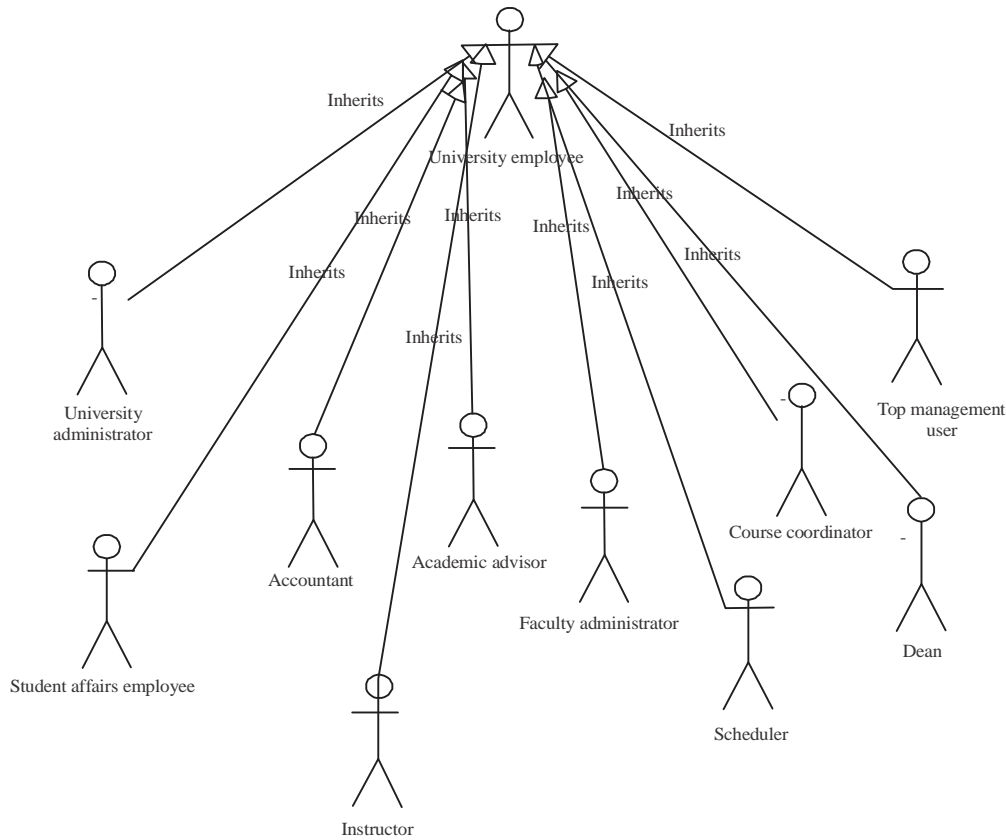 Inherits
Inherits
University employee
Inherits
Inherits
Inherits
Inherits
Inherits
Inherits
Inherits
Inherits
University
administrator
Top management
user
Course coordinator
Academic advisor
Accountant
Faculty administrator
Dean
Student affairs employee
Scheduler
Instructor